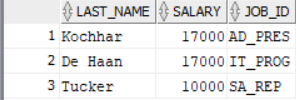 LAST_NAME SALARY JOB_ID
1 Kochhar 17000 AD_PRES
2 De Haan 17000 IT_PROG
3 Tucker 10000 SA_REP